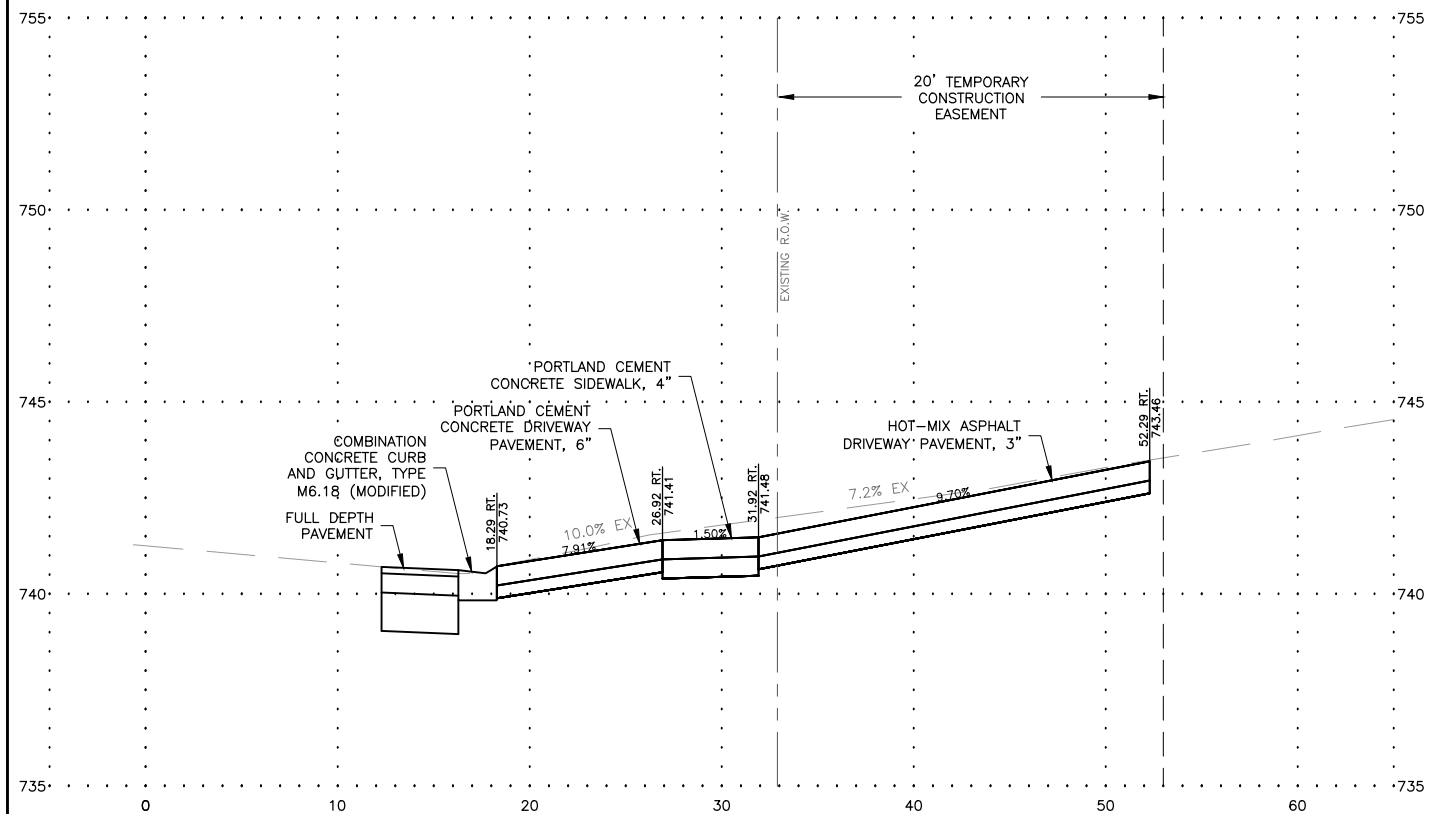 755
755
20' TEMPORARY
CONSTRUCTION
EASEMENT
750
750
EXISTING R.O.W.
745
745
PORTLAND CEMENT
CONCRETE SIDEWALK, 4"
PORTLAND CEMENT
CONCRETE DRIVEWAY
PAVEMENT, 6"
COMBINATION
CONCRETE CURB
AND GUTTER, TYPE
M6.18 (MODIFIED)
FULL DEPTH
PAVEMENT
HOT-MIX ASPHALT
DRIVEWAY PAVEMENT, 3"
18.29 RT.
740.73
10.0% EX
7.91%
26.92 RT.
741.41
1.50%
31.92 RT.
741.48
7.2% EX
9.70%
52.29 RT.
743.46
740
740
735
735
0
10
20
30
40
50
60